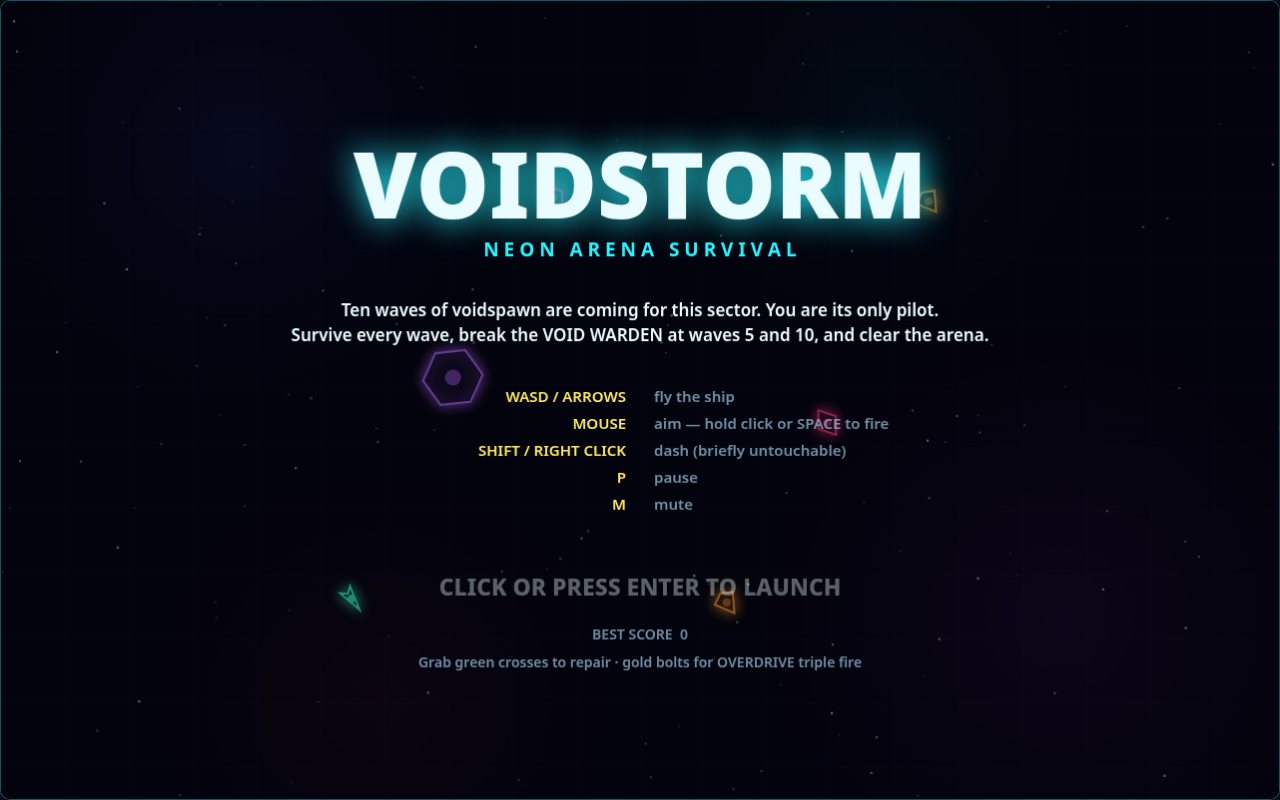 VOIDSTORM
NEON ARENA SURVIVAL
Ten waves of voidspawn are coming for this sector. You are its only pilot.
Survive every wave, break the VOID WARDEN at waves 5 and 10, and clear the arena.
WASD / ARROWS fly the ship
MOUSE aim — hold click or SPACE to fire
SHIFT / RIGHT CLICK dash (briefly untouchable)
P pause
M mute
CLICK OR PRESS ENTER TO LAUNCH
BEST SCORE 0
Grab green crosses to repair · gold bolts for OVERDRIVE triple fire